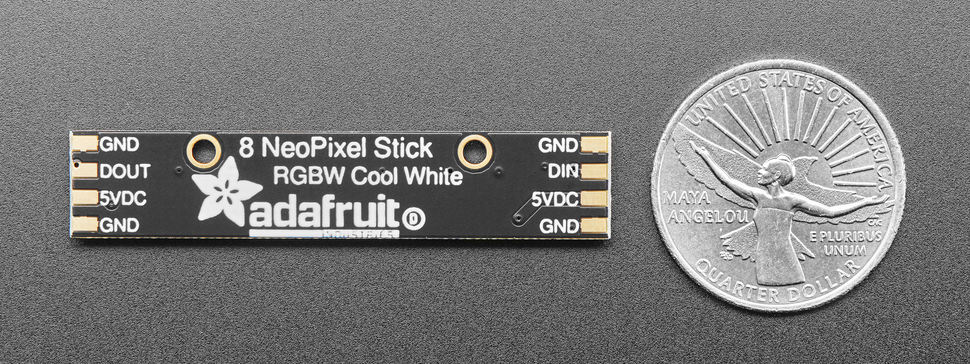 GND
DOUT
5VDC
GND
8 NeoPixel Stick
RGBW Cool White
adafruit
GND
DIN
5VDC
GND
UNITED STATES OF AMERICA
MAYA
ANGELOU
E PLURIBUS
UNUM
QUARTER DOLLAR